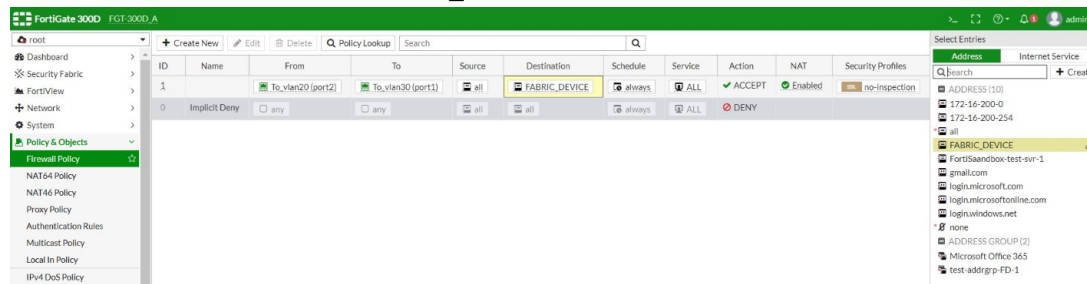 FortiGate 300D FGT-300D_A
root
Create New Edit Delete Policy Lookup Search
ID Name From To Source Destination Schedule Service Action NAT Security Profiles
1 To_vlan20 (port2) To_vlan30 (port1) all FABRIC_DEVICE always ALL ACCEPT Enabled no-inspection
0 Implicit Deny any any all all always ALL DENY
Dashboard
Security Fabric
FortiView
Network
System
Policy & Objects
Firewall Policy
NAT64 Policy
NAT46 Policy
Proxy Policy
Authentication Rules
Multicast Policy
Local In Policy
IPv4 DoS Policy
admin
Select Entries
Address Internet Service
Search + Creat
ADDRESS (10)
172-16-200-0
172-16-200-254
all
FABRIC_DEVICE
FortiSaandbox-test-svr-1
gmail.com
login.microsoft.com
login.microsoftonline.com
login.windows.net
none
ADDRESS GROUP (2)
Microsoft Office 365
test-addrgrp-FD-1